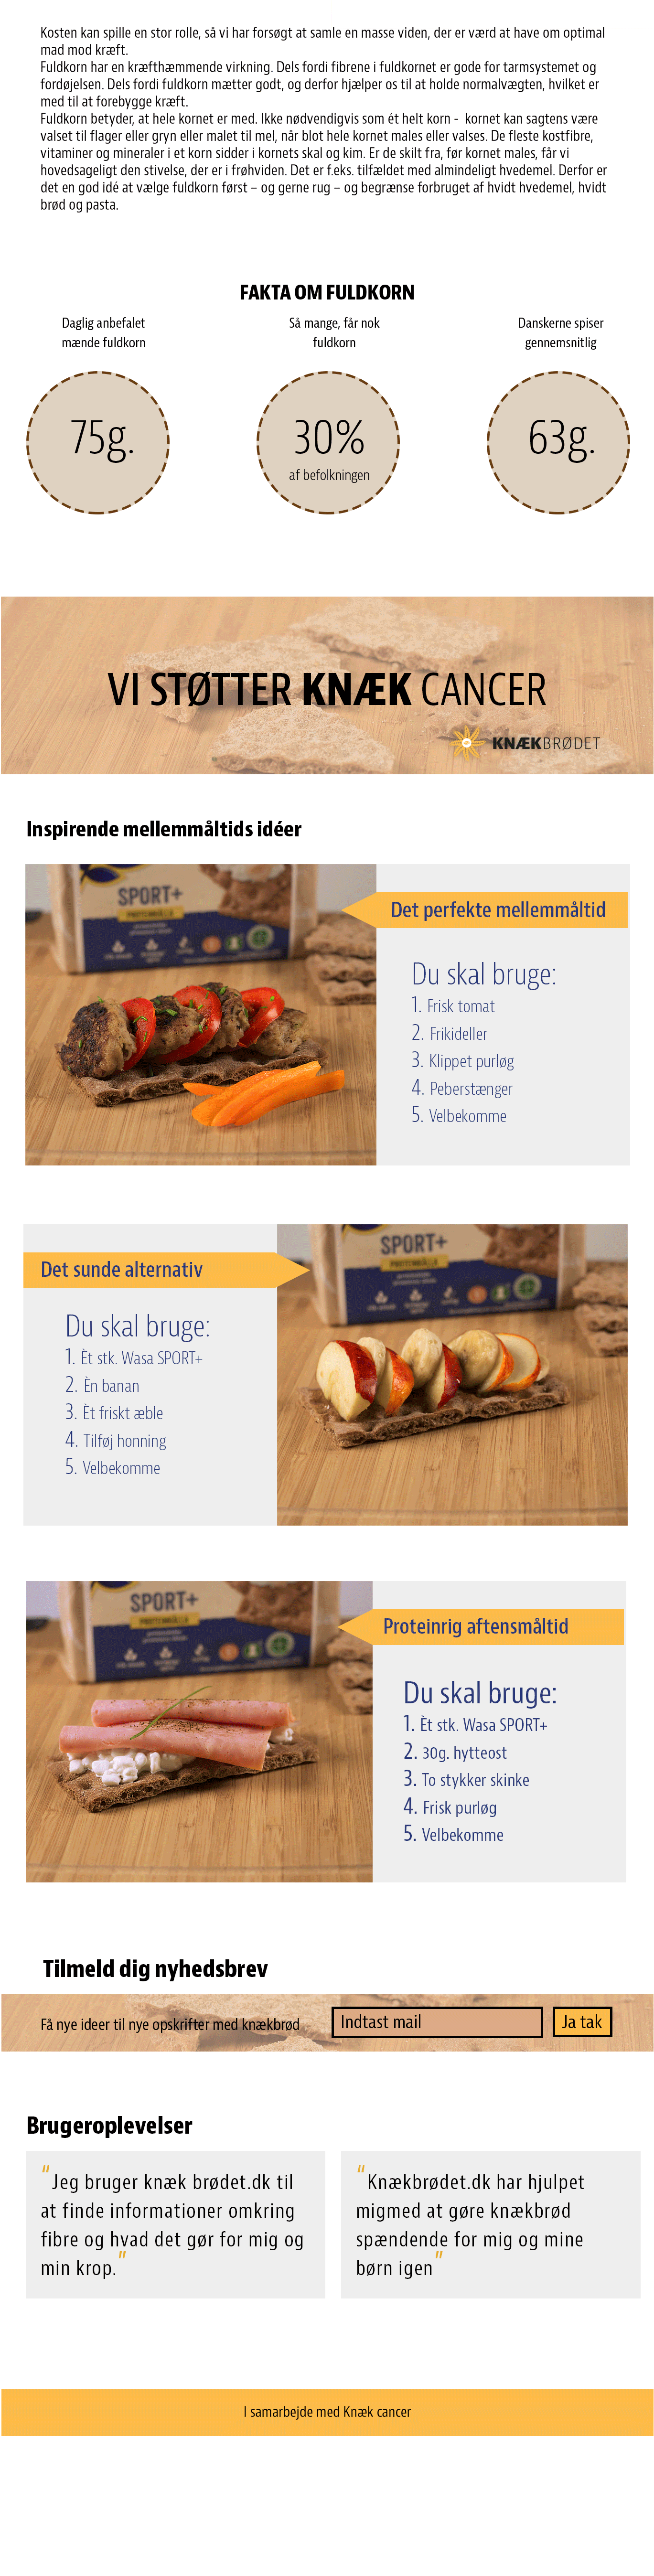 Kosten kan spille en stor rolle, så vi har forsøgt at samle en masse viden, der er værd at have om optimal
mad mod kræft.
Fuldkorn har en kræfthæmmende virkning. Dels fordi fibrene i fuldkornet er gode for tarmsystemet og
fordøjelsen. Dels fordi fuldkorn mætter godt, og derfor hjælper os til at holde normalvægten, hvilket er
med til at forebygge kræft.
Fuldkorn betyder, at hele kornet er med. Ikke nødvendigvis som ét helt korn - kornet kan sagtens være
valset til flager eller gryn eller malet til mel, når blot hele kornet males eller valses. De fleste kostfibre,
vitaminer og mineraler i et korn sidder i kornets skal og kim. Er de skilt fra, før kornet males, får vi
hovedsageligt den stivelse, der er i frøhviden. Det er f.eks. tilfældet med almindeligt hvedemel. Derfor er
det en god idé at vælge fuldkorn først – og gerne rug – og begrænse forbruget af hvidt hvedemel, hvidt
brød og pasta.
FAKTA OM FULDKORN
Daglig anbefalet
mænde fuldkorn
75g.
Så mange, får nok
fuldkorn
30%
af befolkningen
Danskerne spiser
gennemsnitlig
63g.
VI STØTTER KNÆK CANCER
KNÆKBRØDET
Inspirende mellemmåltids idéer
SPORT+
PROTEINKÄLLA
Det perfekte mellemmåltid
Du skal bruge:
1. Frisk tomat
2. Frikideller
3. Klippet purløg
4. Peberstænger
5. Velbekomme
Det sunde alternativ
Du skal bruge:
1. Èt stk. Wasa SPORT+
2. Èn banan
3. Èt friskt æble
4. Tilføj honning
5. Velbekomme
SPORT+
PROTEINKÄLLA
SPORT+
PROTEINKÄLLA
Proteinrig aftensmåltid
Du skal bruge:
1. Èt stk. Wasa SPORT+
2. 30g. hytteost
3. To stykker skinke
4. Frisk purløg
5. Velbekomme
Tilmeld dig nyhedsbrev
Få nye ideer til nye opskrifter med knækbrød
Indtast mail
Ja tak
Brugeroplevelser
"Jeg bruger knæk brødet.dk til
at finde informationer omkring
fibre og hvad det gør for mig og
min krop."
"Knækbrødet.dk har hjulpet
migmed at gøre knækbrød
spændende for mig og mine
børn igen"
I samarbejde med Knæk cancer